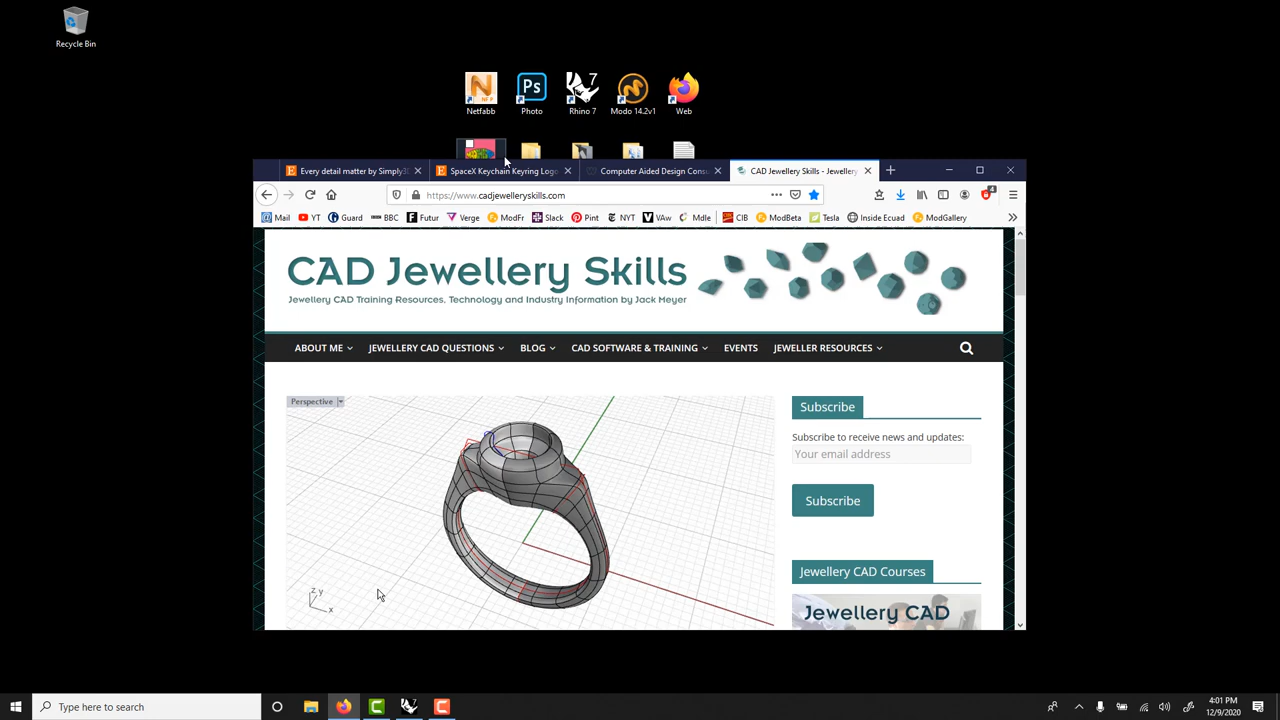 Recycle Bin
Netfabb
Photo
Rhino 7
Modo 14.2v1
Web
Every detail matter by Simply3D
SpaceX Keychain Keyring Logo
Computer Aided Design Consu
CAD Jewellery Skills - Jewellery
https://www.cadjewelleryskills.com
4
Mail
YT
Guard
BBC
Futur
Verge
ModFr
Slack
Pint
NYT
VAw
Mdle
CIB
ModBeta
Tesla
Inside Ecuad
ModGallery
CAD Jewellery Skills
Jewellery CAD Training Resources, Technology and Industry Information by Jack Meyer
ABOUT ME
JEWELLERY CAD QUESTIONS
BLOG
CAD SOFTWARE & TRAINING
EVENTS
JEWELLER RESOURCES
Perspective
z y
x
Subscribe
Subscribe to receive news and updates:
Your email address
Subscribe
Jewellery CAD Courses
Jewellery CAD
Type here to search
4:01 PM
12/9/2020